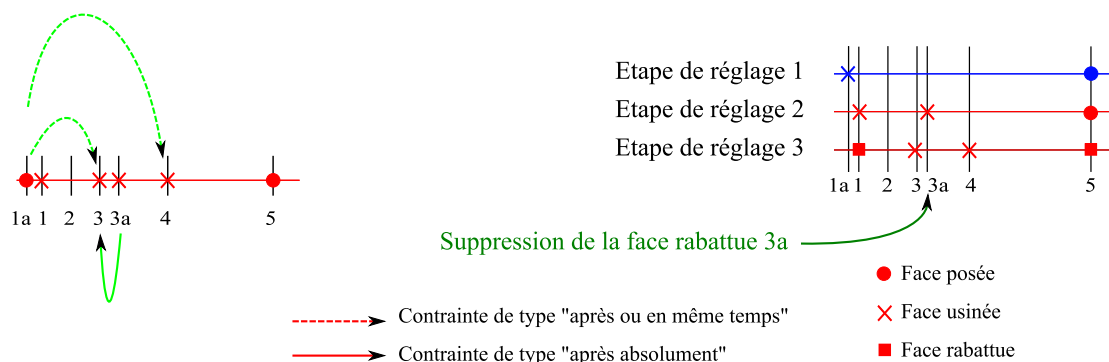 1a 1 2 3 3a 4 5
Etape de réglage 1
Etape de réglage 2
Etape de réglage 3
1a 1 2 3 3a 4 5
Suppression de la face rabattue 3a
Face posée
Face usinée
Face rabattue
Contrainte de type "après ou en même temps"
Contrainte de type "après absolument"